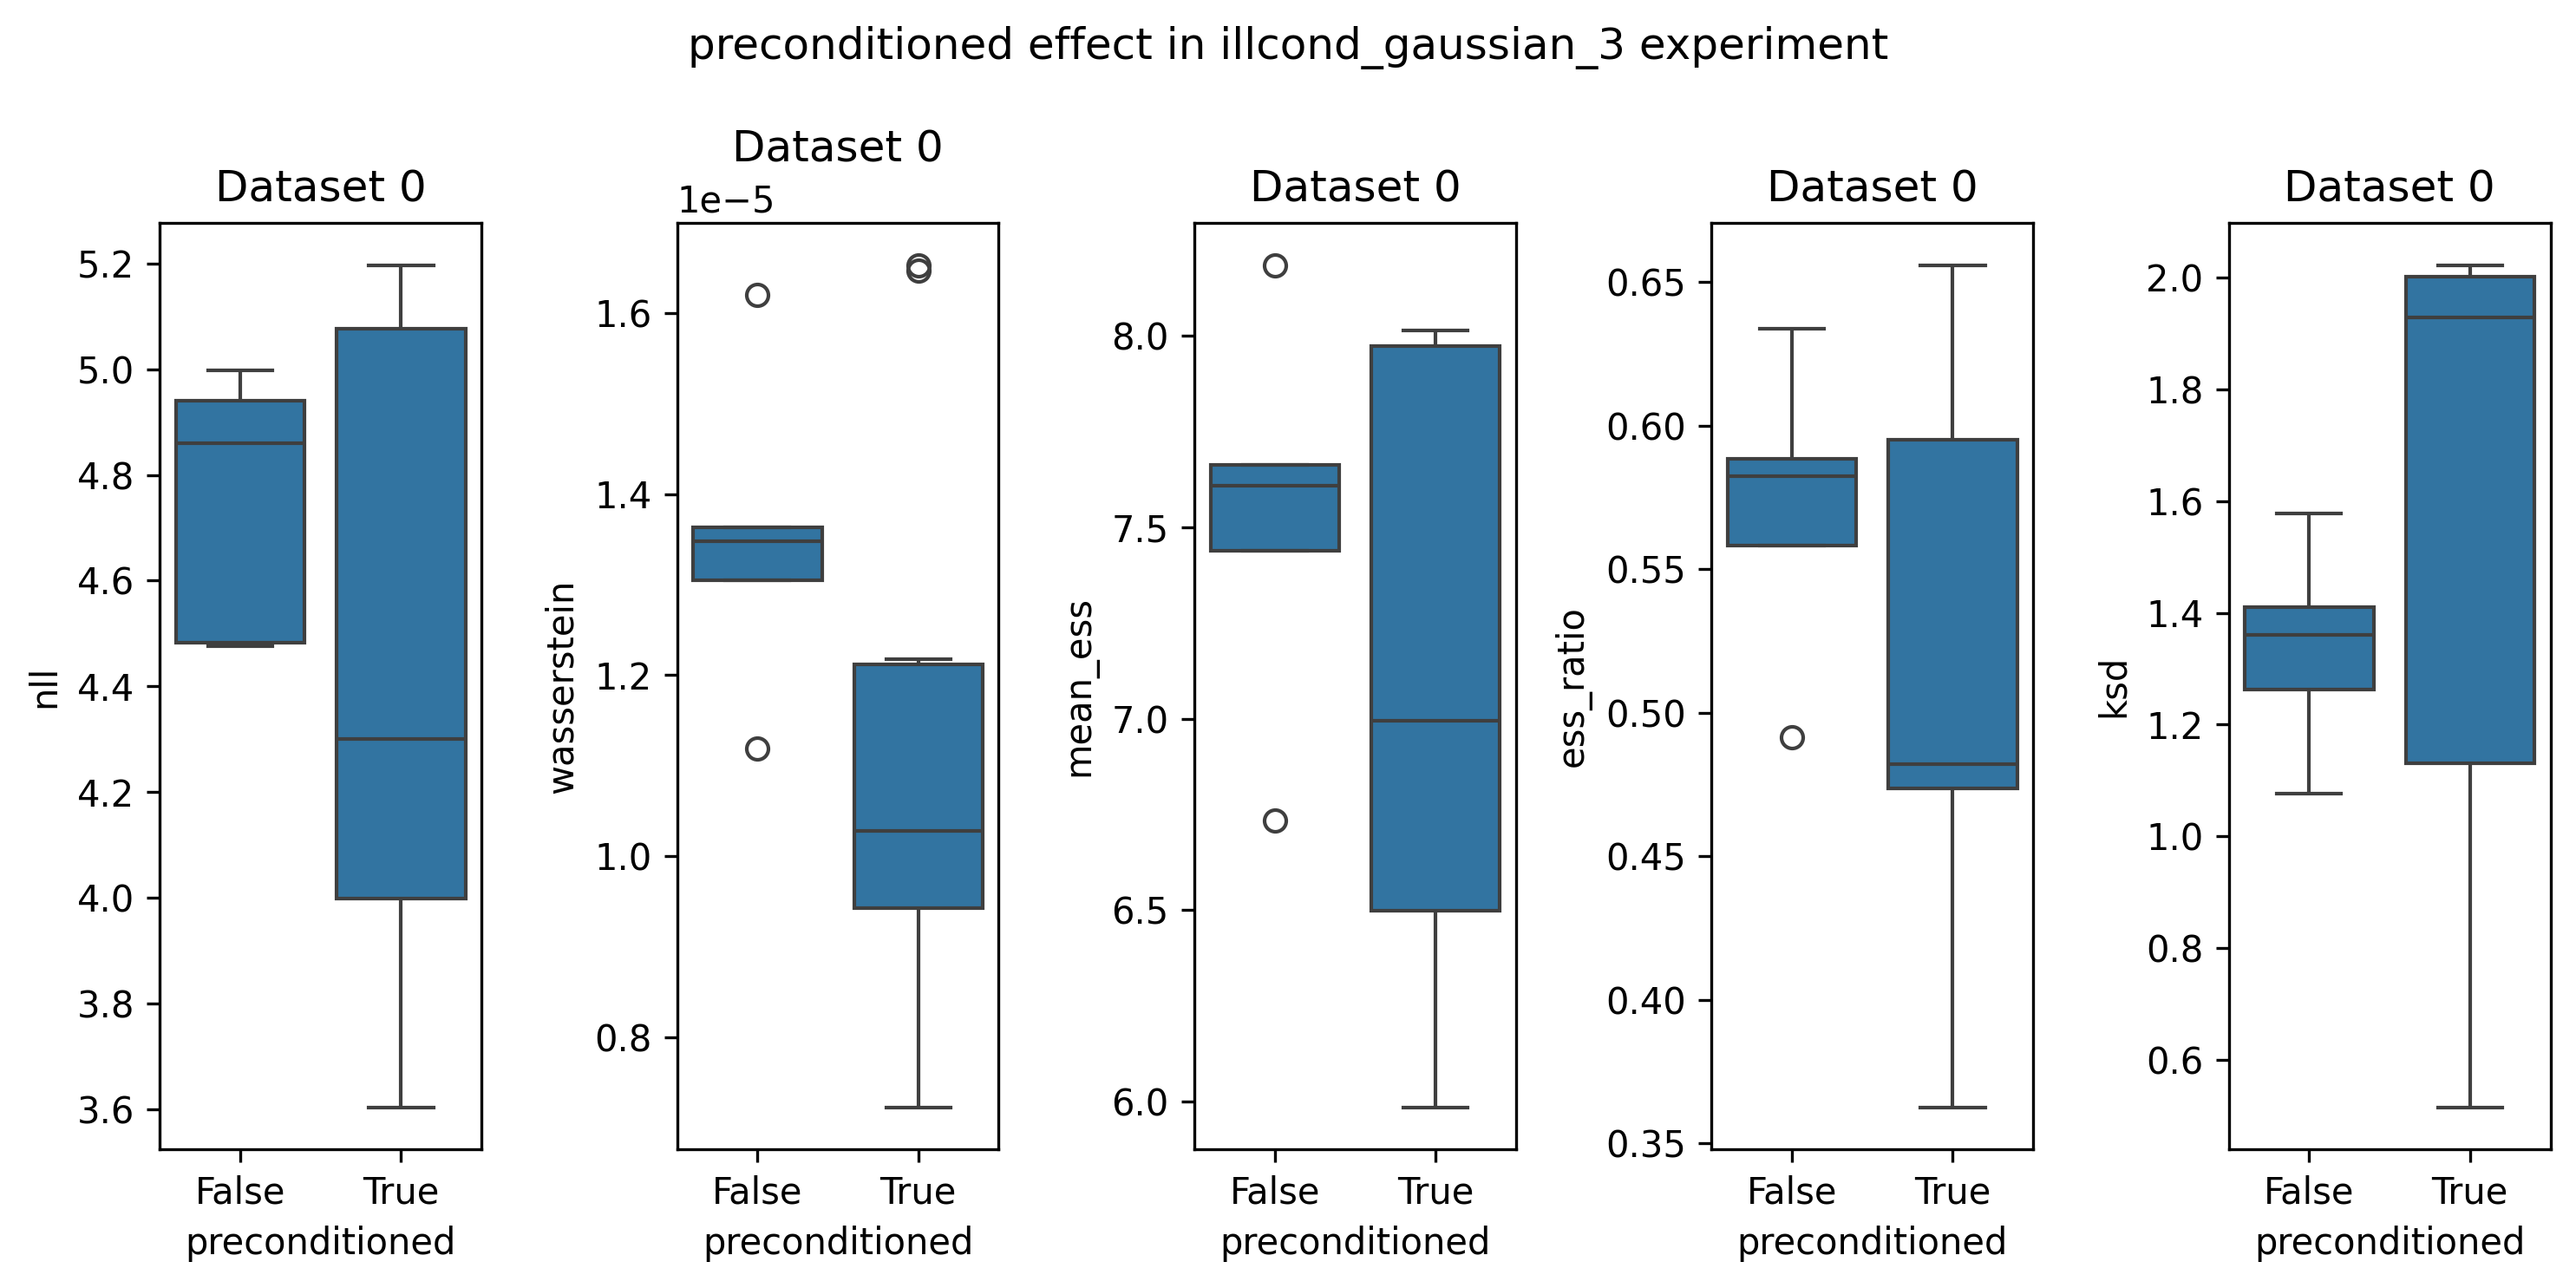 preconditioned effect in illcond_gaussian_3 experiment
Dataset 0
nll
5.2
5.0
4.8
4.6
4.4
4.2
4.0
3.8
3.6
False True
preconditioned
Dataset 0
1e−5
wasserstein
1.6
1.4
1.2
1.0
0.8
False True
preconditioned
Dataset 0
mean_ess
8.0
7.5
7.0
6.5
6.0
False True
preconditioned
Dataset 0
ess_ratio
0.65
0.60
0.55
0.50
0.45
0.40
0.35
False True
preconditioned
Dataset 0
ksd
2.0
1.8
1.6
1.4
1.2
1.0
0.8
0.6
False True
preconditioned